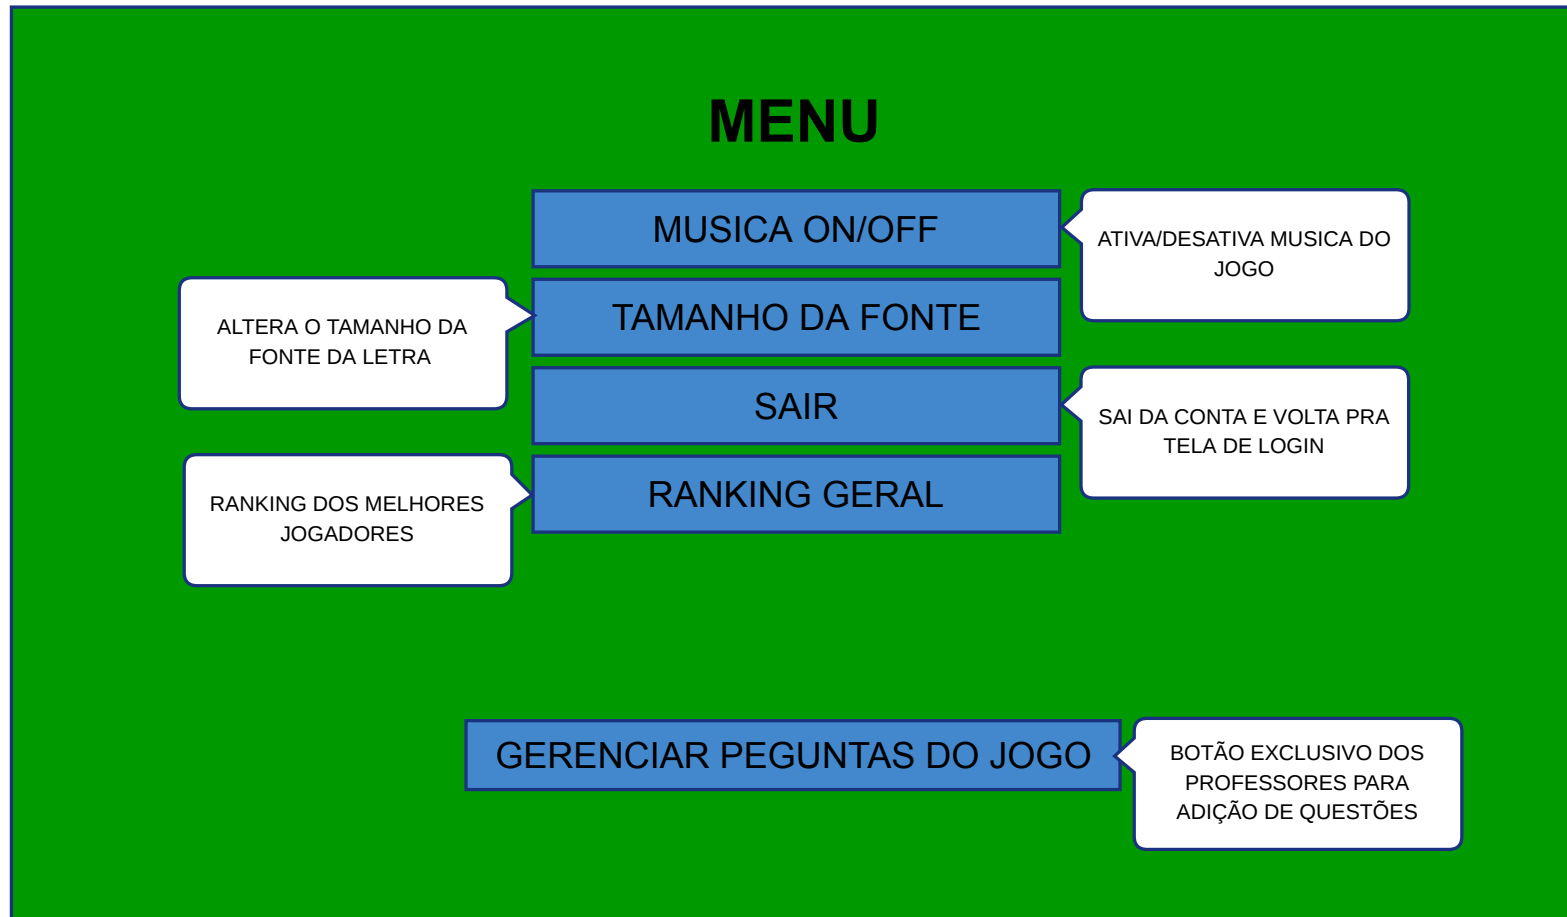 MENU
MUSICA ON/OFF
ATIVA/DESATIVA MUSICA DO
JOGO
ALTERA O TAMANHO DA
FONTE DA LETRA
TAMANHO DA FONTE
SAIR
SAI DA CONTA E VOLTA PRA
TELA DE LOGIN
RANKING DOS MELHORES
JOGADORES
RANKING GERAL
GERENCIAR PEGUNTAS DO JOGO
BOTÃO EXCLUSIVO DOS
PROFESSORES PARA
ADIÇÃO DE QUESTÕES